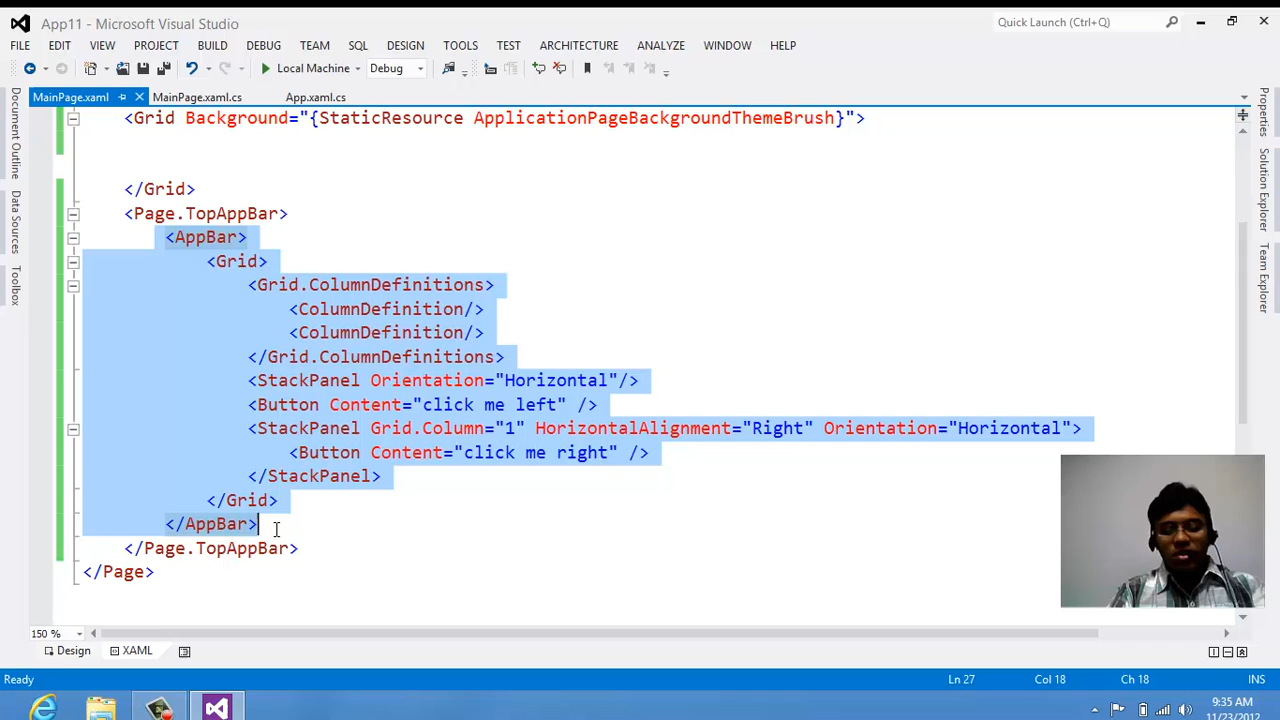 App11 - Microsoft Visual Studio
Quick Launch (Ctrl+Q)
FILE EDIT VIEW PROJECT BUILD DEBUG TEAM SQL DESIGN TOOLS TEST ARCHITECTURE ANALYZE WINDOW HELP
Local Machine Debug
MainPage.xaml MainPage.xaml.cs App.xaml.cs
Document Outline
Data Sources
Toolbox
<Grid Background="{StaticResource ApplicationPageBackgroundThemeBrush}">
</Grid>
<Page.TopAppBar>
<AppBar>
<Grid>
<Grid.ColumnDefinitions>
<ColumnDefinition/>
<ColumnDefinition/>
</Grid.ColumnDefinitions>
<StackPanel Orientation="Horizontal"/>
<Button Content="click me left" />
<StackPanel Grid.Column="1" HorizontalAlignment="Right" Orientation="Horizontal">
<Button Content="click me right" />
</StackPanel>
</Grid>
</AppBar>
</Page.TopAppBar>
</Page>
Properties
Solution Explorer
Team Explorer
150 %
Design XAML
Ready Ln 27 Col 18 Ch 18 INS
9:35 AM
11/23/2012